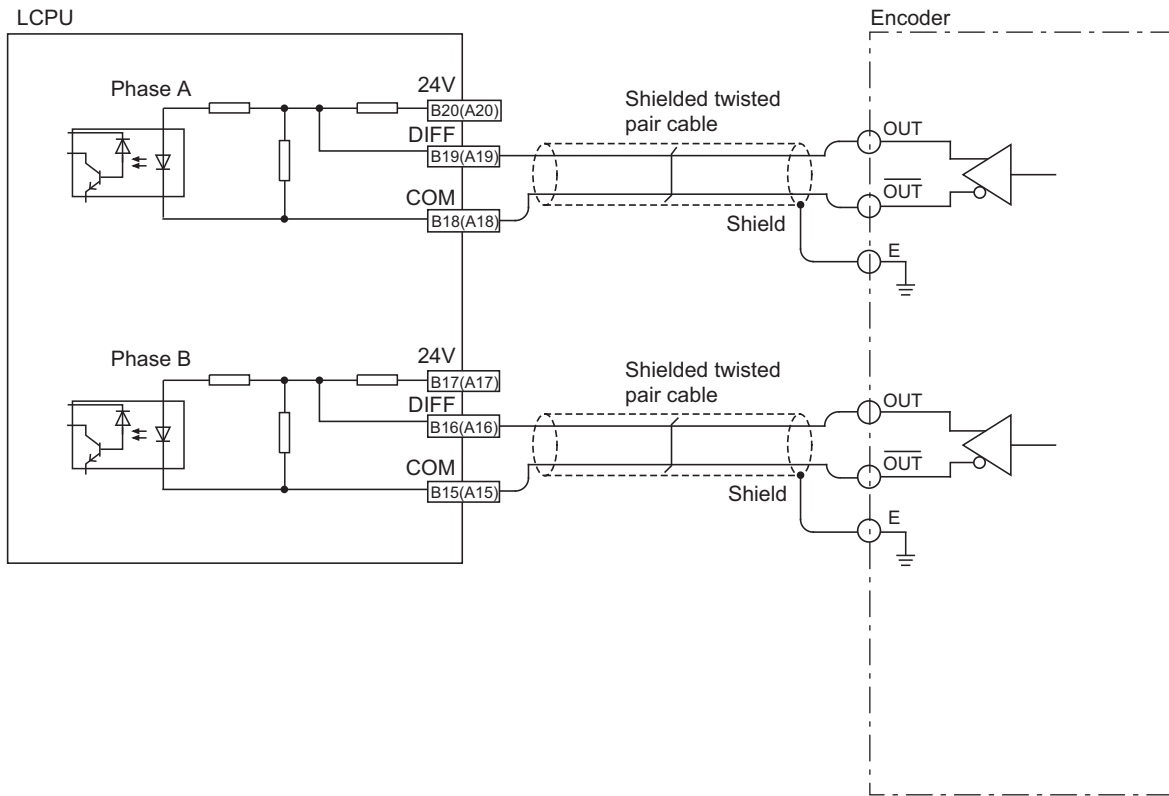 LCPU
Encoder
Phase A
24V
B20(A20)
DIFF
B19(A19)
COM
B18(A18)
Shielded twisted
pair cable
Shield
OUT
OUT
E
Phase B
24V
B17(A17)
DIFF
B16(A16)
COM
B15(A15)
Shielded twisted
pair cable
Shield
OUT
OUT
E